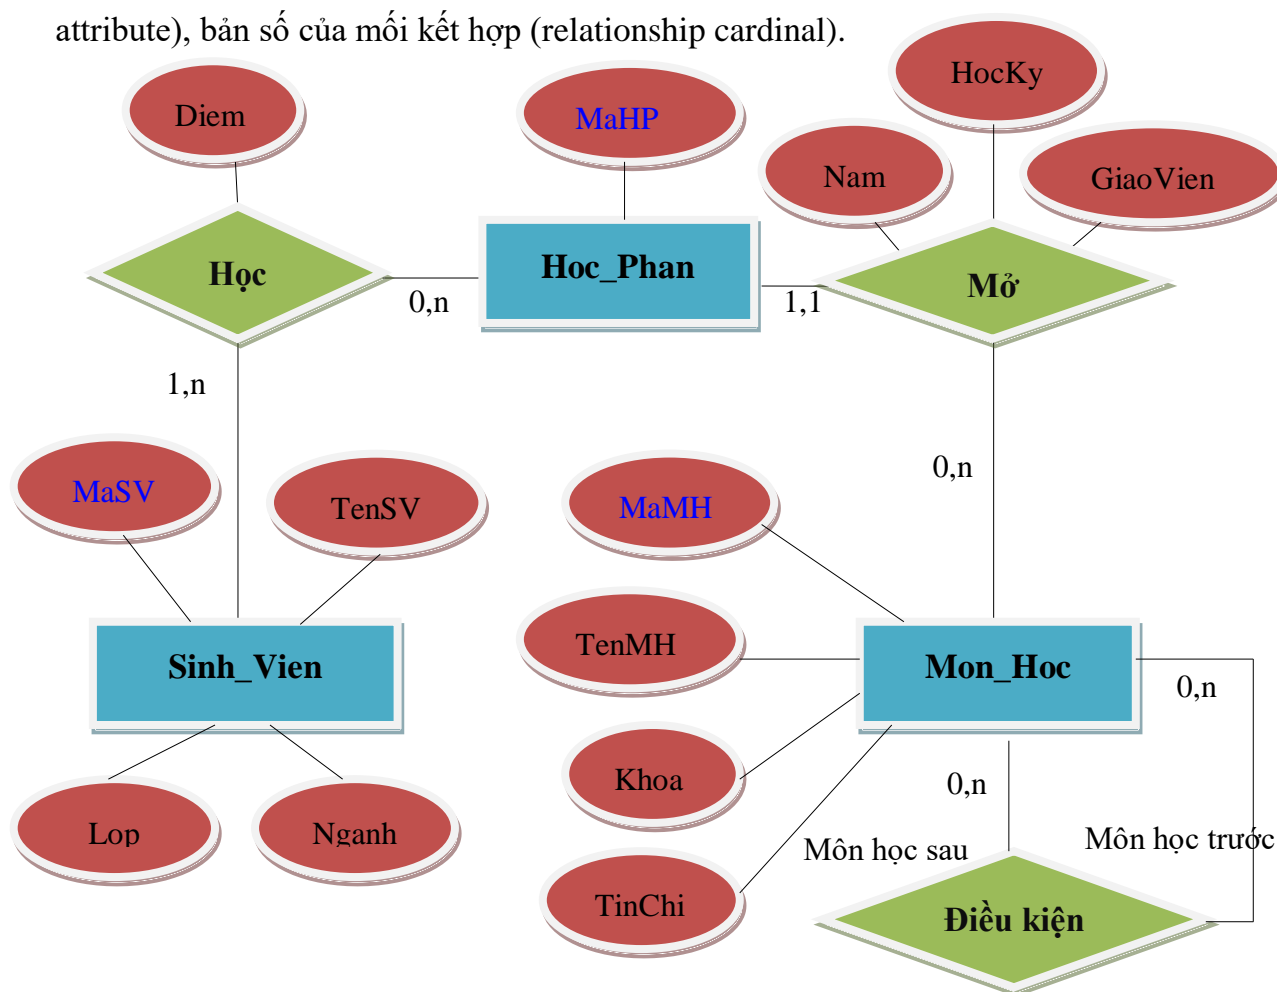 attribute), bản số của mối kết hợp (relationship cardinal).
HocKy
Diem
MaHP
Nam
GiaoVien
Học
Hoc_Phan
Mở
0,n
1,1
1,n
0,n
MaSV
TenSV
MaMH
TenMH
Sinh_Vien
Mon_Hoc
0,n
Khoa
0,n
Lop
Nganh
Môn học sau
Môn học trước
TinChi
Điều kiện